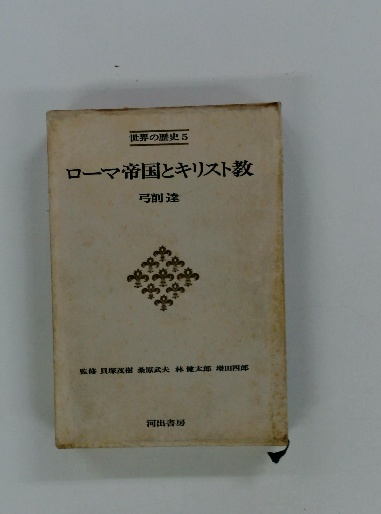 世界の歴史 5
ローマ帝国とキリスト教
弓削 達
監修 貝塚茂樹 桑原武夫 林 健太郎 増田四郎
河出書房